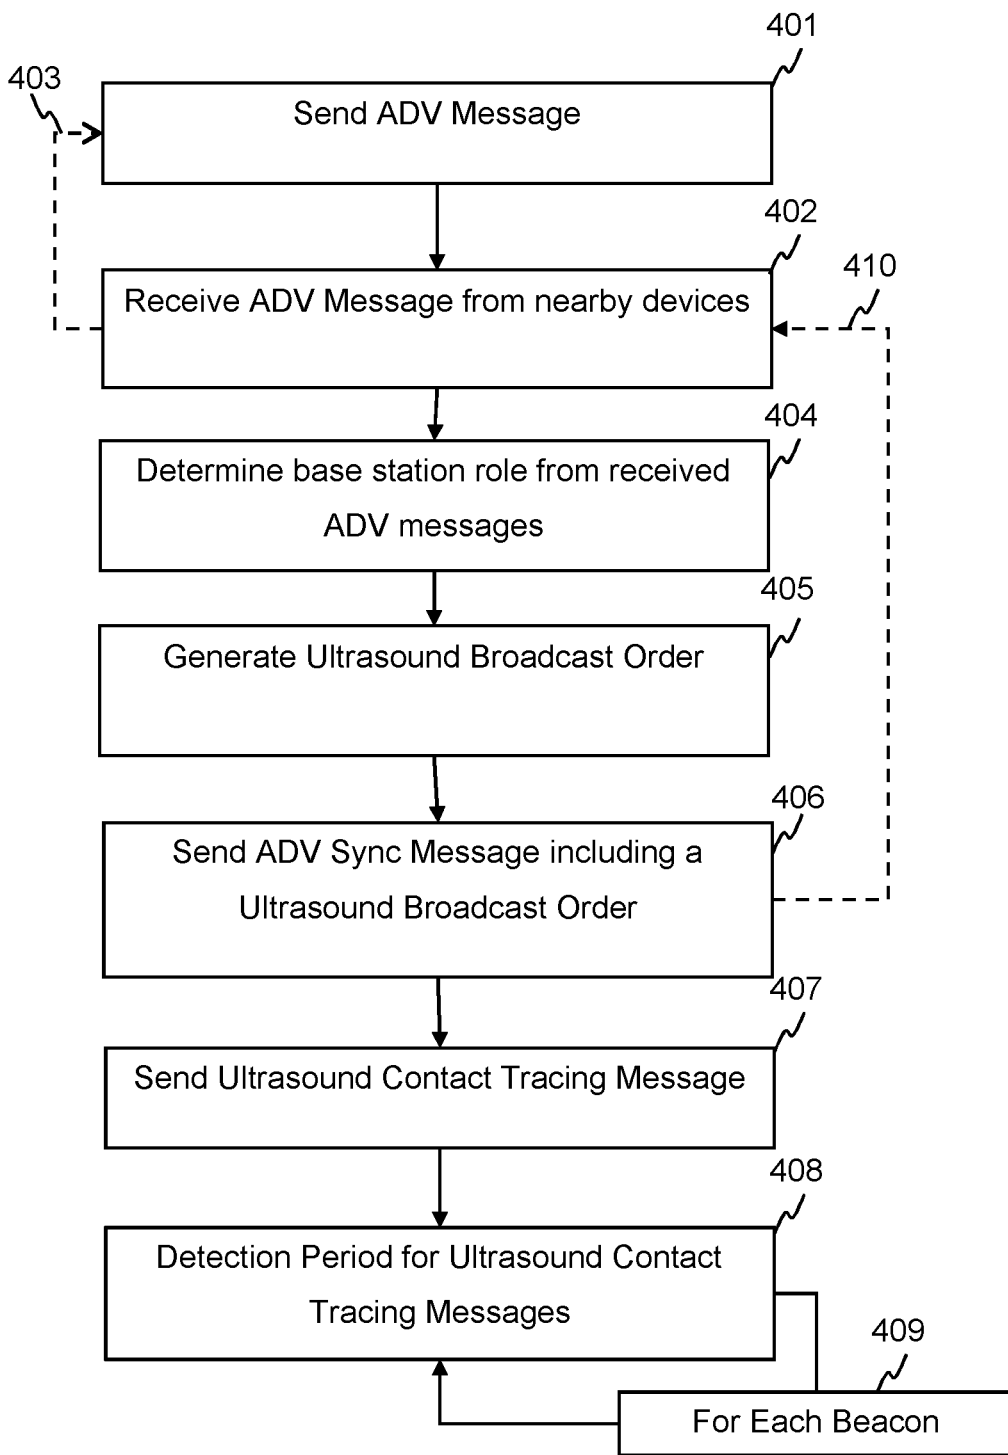 401
403
Send ADV Message
402
410
Receive ADV Message from nearby devices
404
Determine base station role from received
ADV messages
405
Generate Ultrasound Broadcast Order
406
Send ADV Sync Message including a
Ultrasound Broadcast Order
407
Send Ultrasound Contact Tracing Message
408
Detection Period for Ultrasound Contact
Tracing Messages
409
For Each Beacon